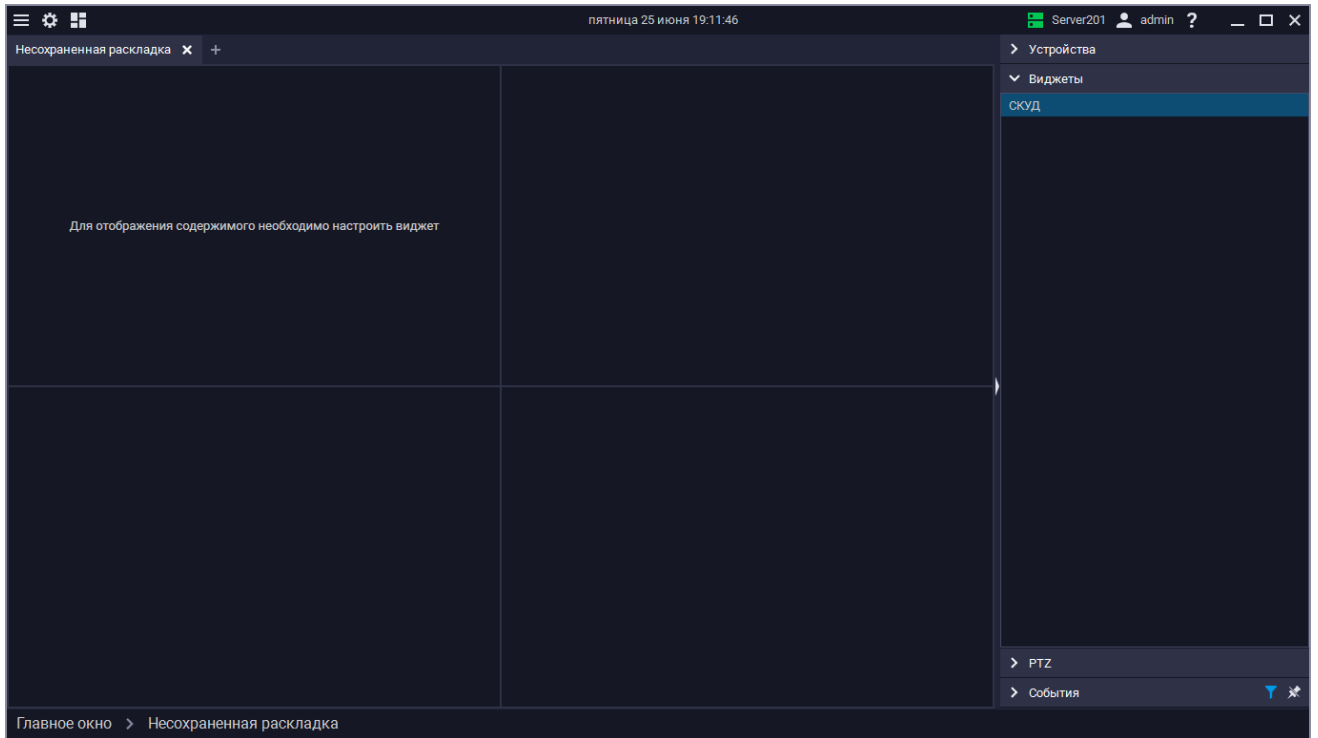 пятница 25 июня 19:11:46
Server201 admin ?
Несохраненная раскладка
Устройства
Виджеты
СКУД
Для отображения содержимого необходимо настроить виджет
PTZ
События
Главное окно > Несохраненная раскладка